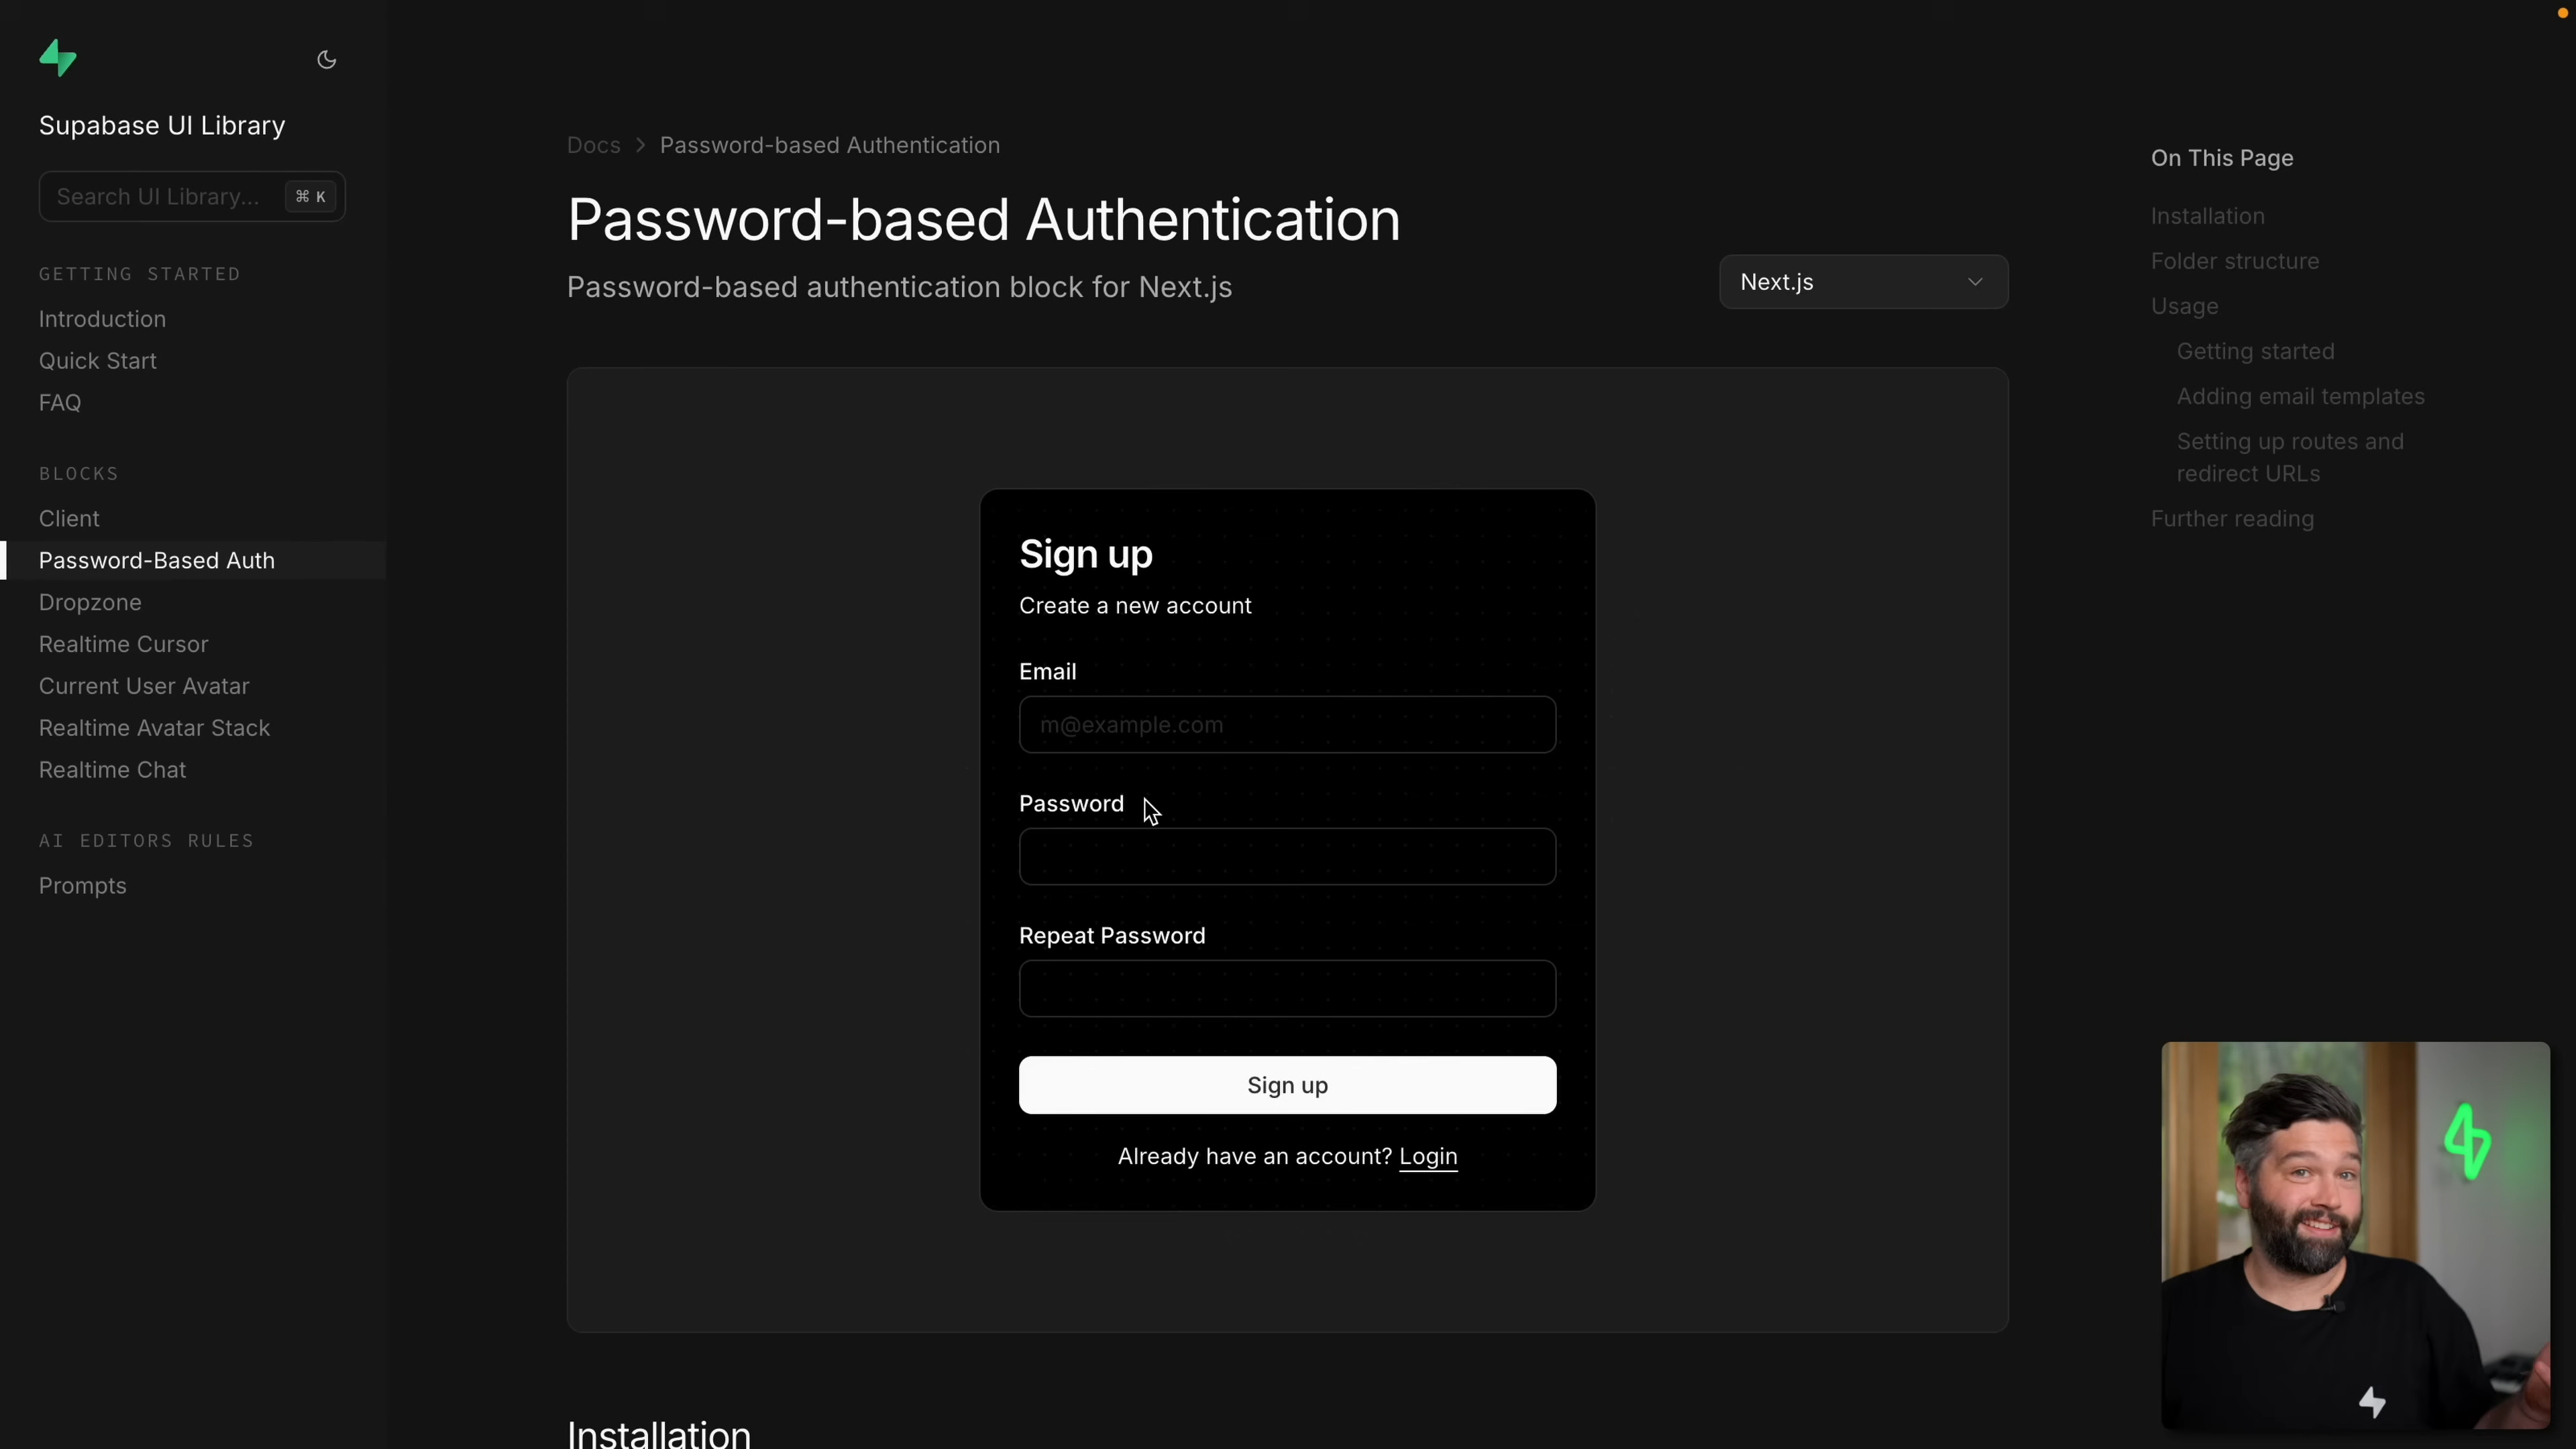 Supabase UI Library
Search UI Library...
⌘ K
GETTING STARTED
Introduction
Quick Start
FAQ
BLOCKS
Client
Password-Based Auth
Dropzone
Realtime Cursor
Current User Avatar
Realtime Avatar Stack
Realtime Chat
AI EDITORS RULES
Prompts
Docs > Password-based Authentication
Password-based Authentication
Password-based authentication block for Next.js
Next.js
Sign up
Create a new account
Email
m@example.com
Password
Repeat Password
Sign up
Already have an account? Login
Installation
On This Page
Installation
Folder structure
Usage
Getting started
Adding email templates
Setting up routes and
redirect URLs
Further reading